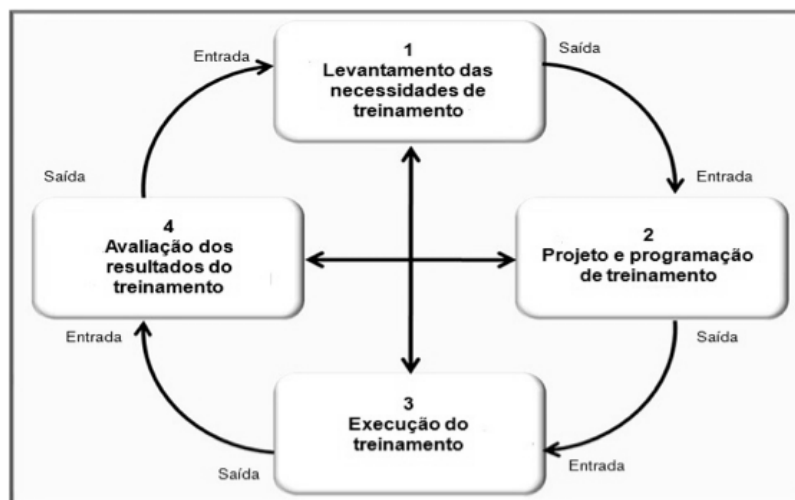 1
Levantamento das
necessidades de
treinamento
Entrada
Saída
Saída
Entrada
4
Avaliação dos
resultados do
treinamento
2
Projeto e programação
de treinamento
Entrada
Saída
3
Execução do
treinamento
Saída
Entrada